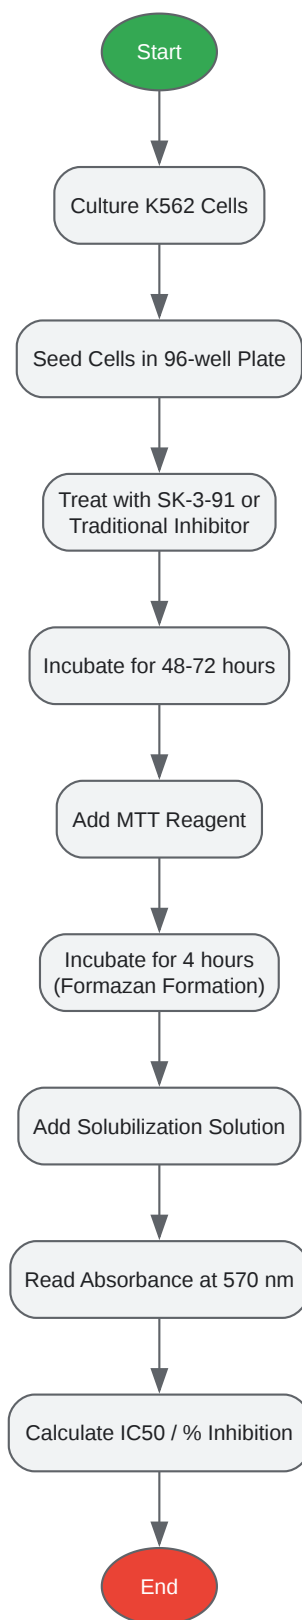 Start
Culture K562 Cells
Seed Cells in 96-well Plate
Treat with SK-3-91 or
Traditional Inhibitor
Incubate for 48-72 hours
Add MTT Reagent
Incubate for 4 hours
(Formazan Formation)
Add Solubilization Solution
Read Absorbance at 570 nm
Calculate IC50 / % Inhibition
End